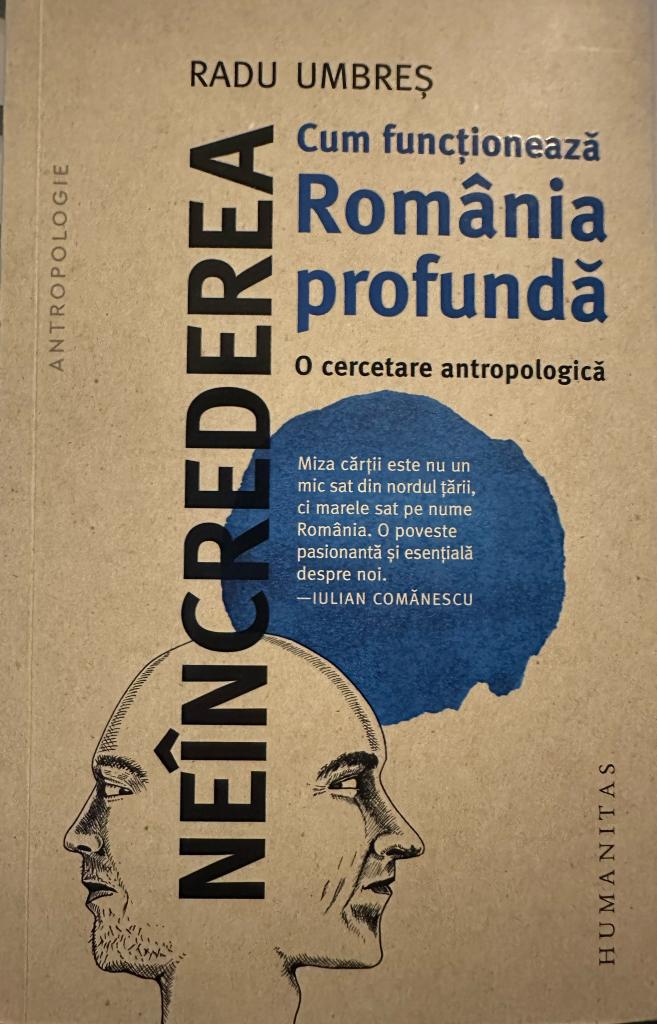 RADU UMBREȘ
ANTROPOLOGIE
NEÎNCREDEREA
Cum funcționează
România
profundă
O cercetare antropologică
Miza cărții este nu un
mic sat din nordul țării,
ci marele sat pe nume
România. O poveste
pasionantă și esențială
despre noi.
—IULIAN COMĂNESCU
HUMANITAS